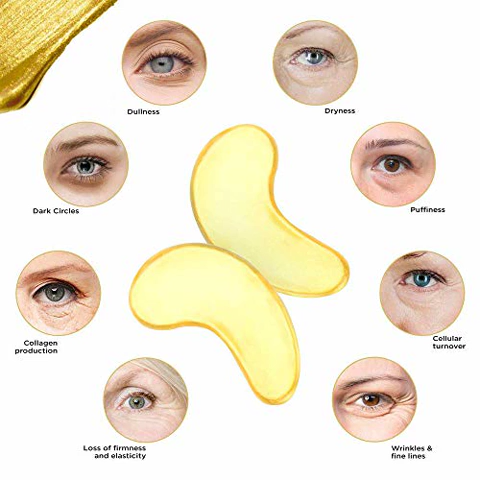 Dullness
Dryness
Dark Circles
Puffiness
Collagen
production
Cellular
turnover
Loss of firmness
and elasticity
Wrinkles &
fine lines